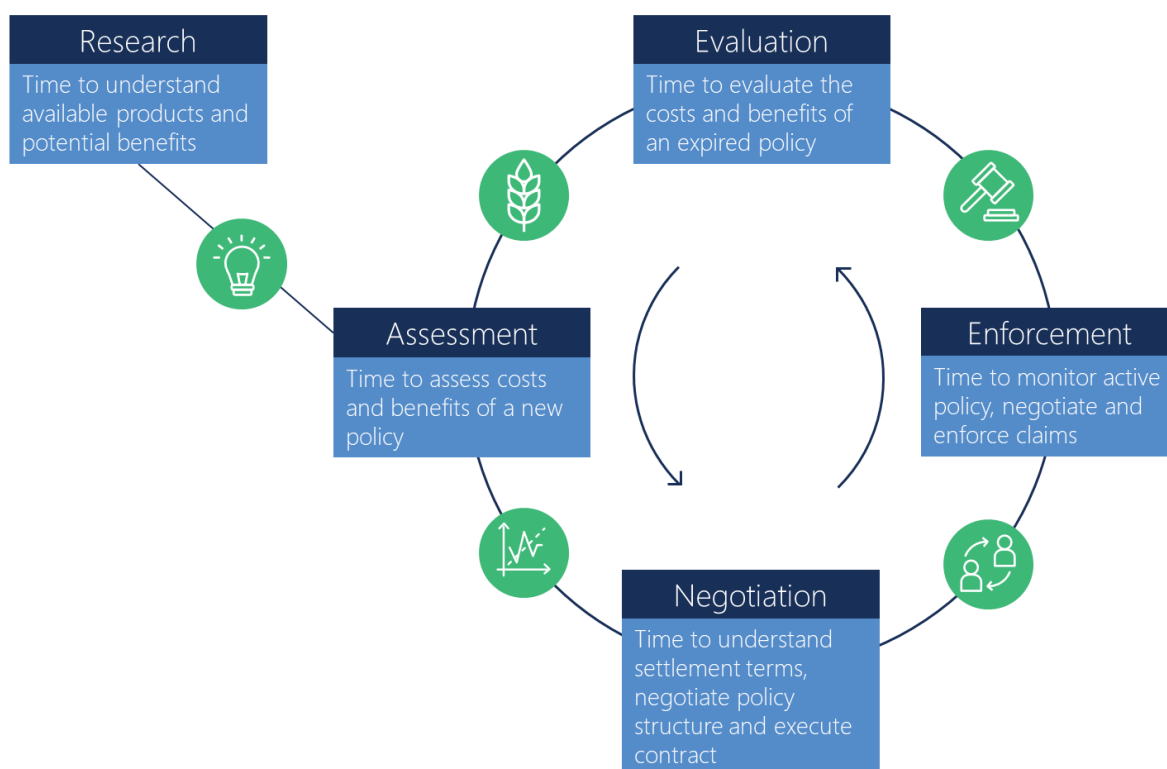 Research
Time to understand
available products and
potential benefits
Evaluation
Time to evaluate the
costs and benefits of
an expired policy
Assessment
Time to assess costs
and benefits of a new
policy
Enforcement
Time to monitor active
policy, negotiate and
enforce claims
Negotiation
Time to understand
settlement terms,
negotiate policy
structure and execute
contract